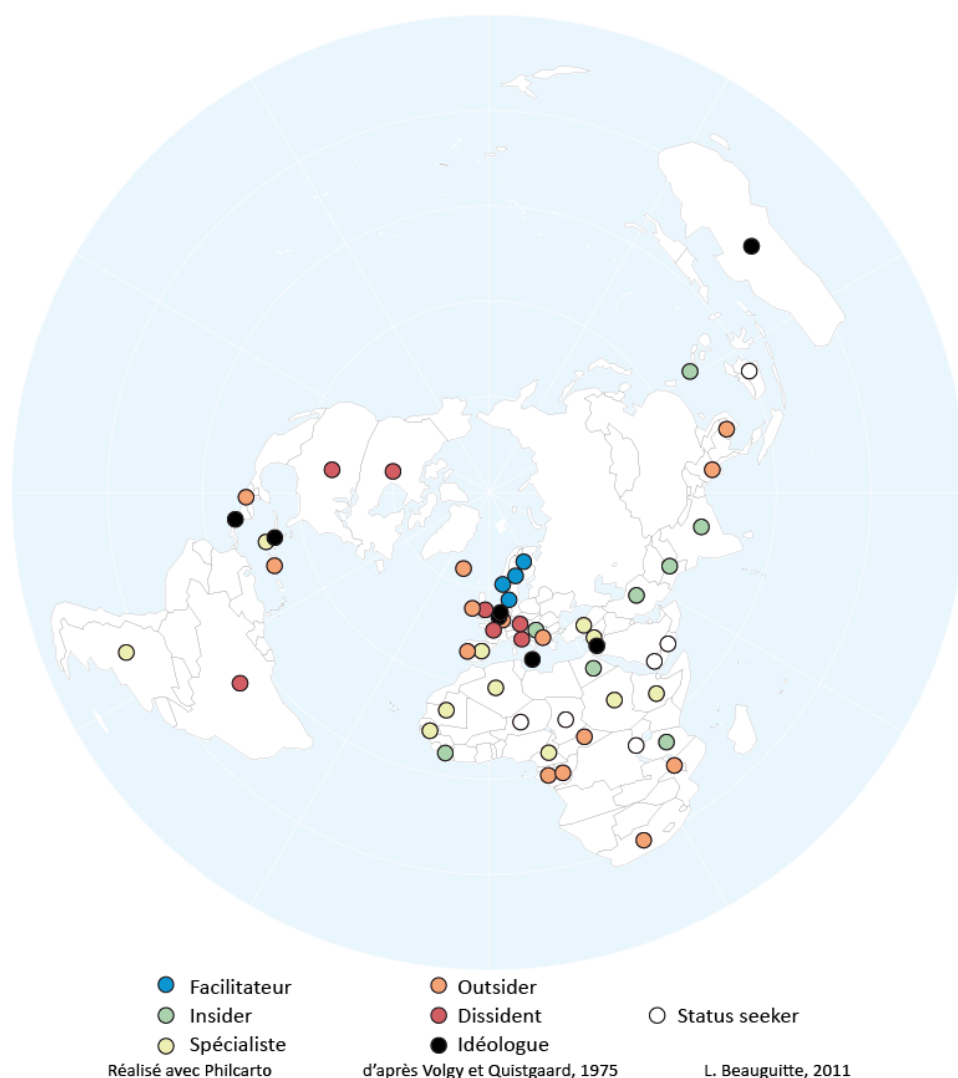 Facilitateur
Outsider
Insider
Dissident
Status seeker
Spécialiste
Idéologue
Réalisé avec Philcarto
d'après Volgy et Quistgaard, 1975
L. Beauguitte, 2011